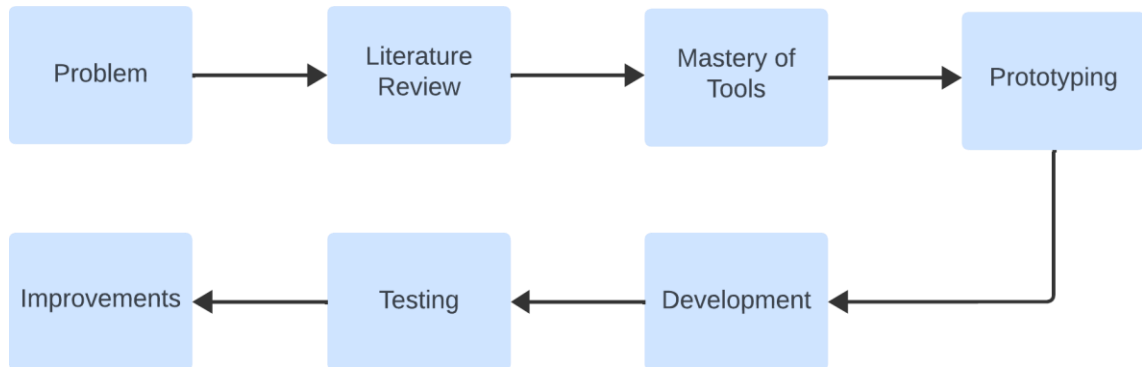 Problem
Literature
Review
Mastery of
Tools
Prototyping
Development
Testing
Improvements